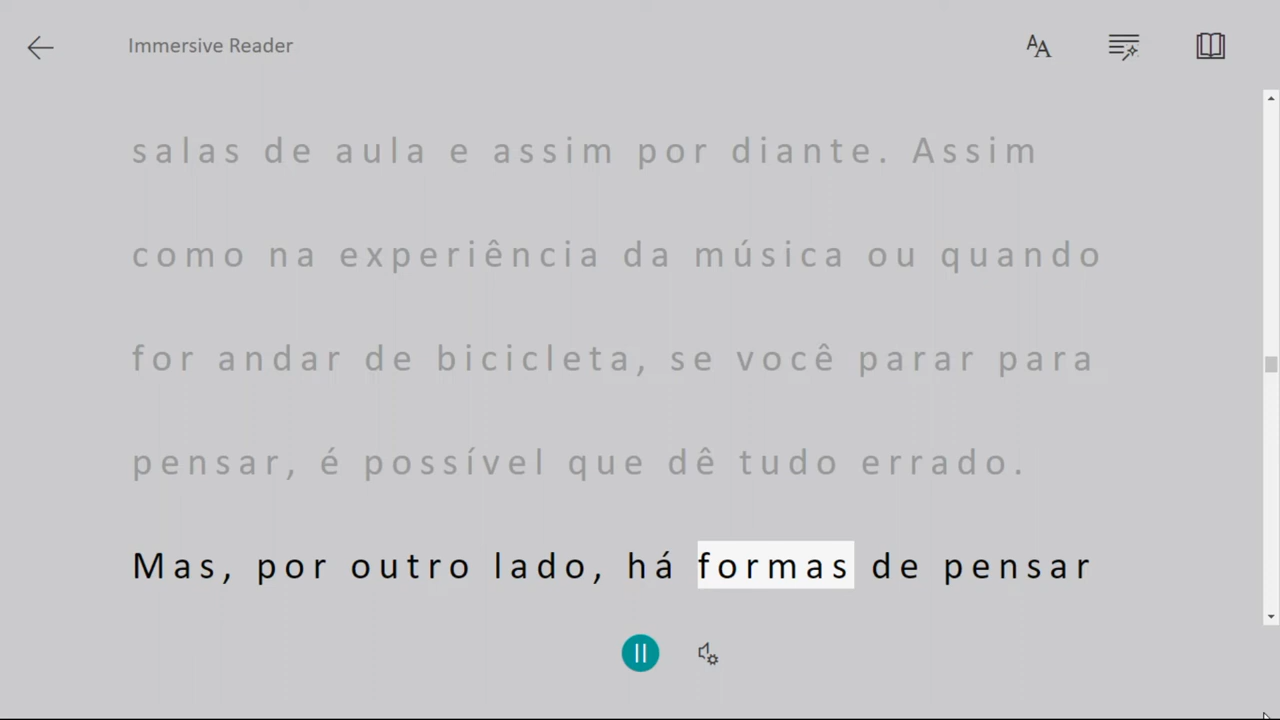 Immersive Reader
salas de aula e assim por diante. Assim
como na experiência da música ou quando
for andar de bicicleta, se você parar para
pensar, é possível que dê tudo errado.
Mas, por outro lado, há formas de pensar